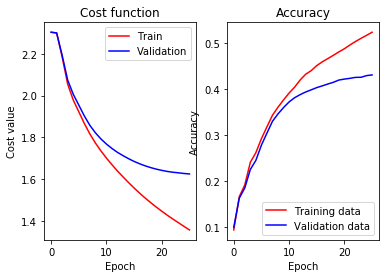 Cost function
Cost value
2.2
2.0
1.8
1.6
1.4
0
10
20
Epoch
Train
Validation
Accuracy
Accuracy
0.5
0.4
0.3
0.2
0.1
0
10
20
Epoch
Training data
Validation data